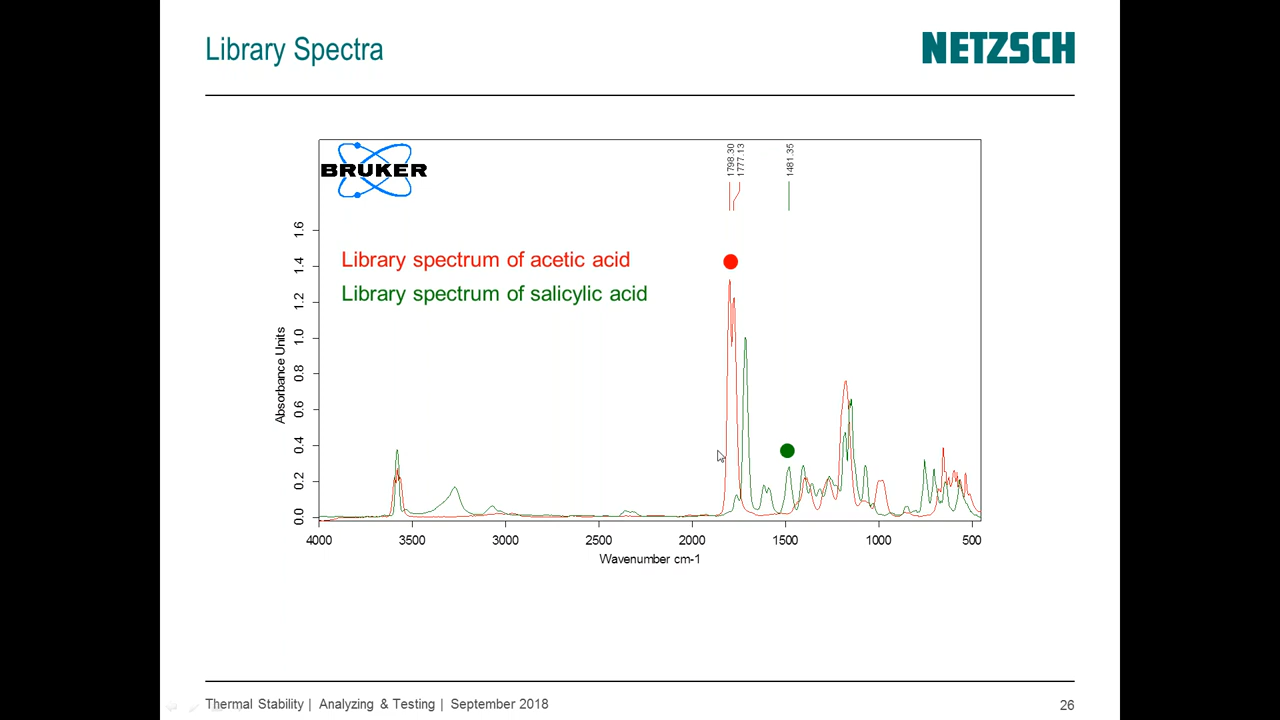 Library Spectra
NETZSCH
1798.30
1777.13
1481.35
BRUKER
Library spectrum of acetic acid
Library spectrum of salicylic acid
Absorbance Units
1.6
1.4
1.2
1.0
0.8
0.6
0.4
0.2
0.0
4000 3500 3000 2500 2000 1500 1000 500
Wavenumber cm-1
Thermal Stability | Analyzing & Testing | September 2018
26